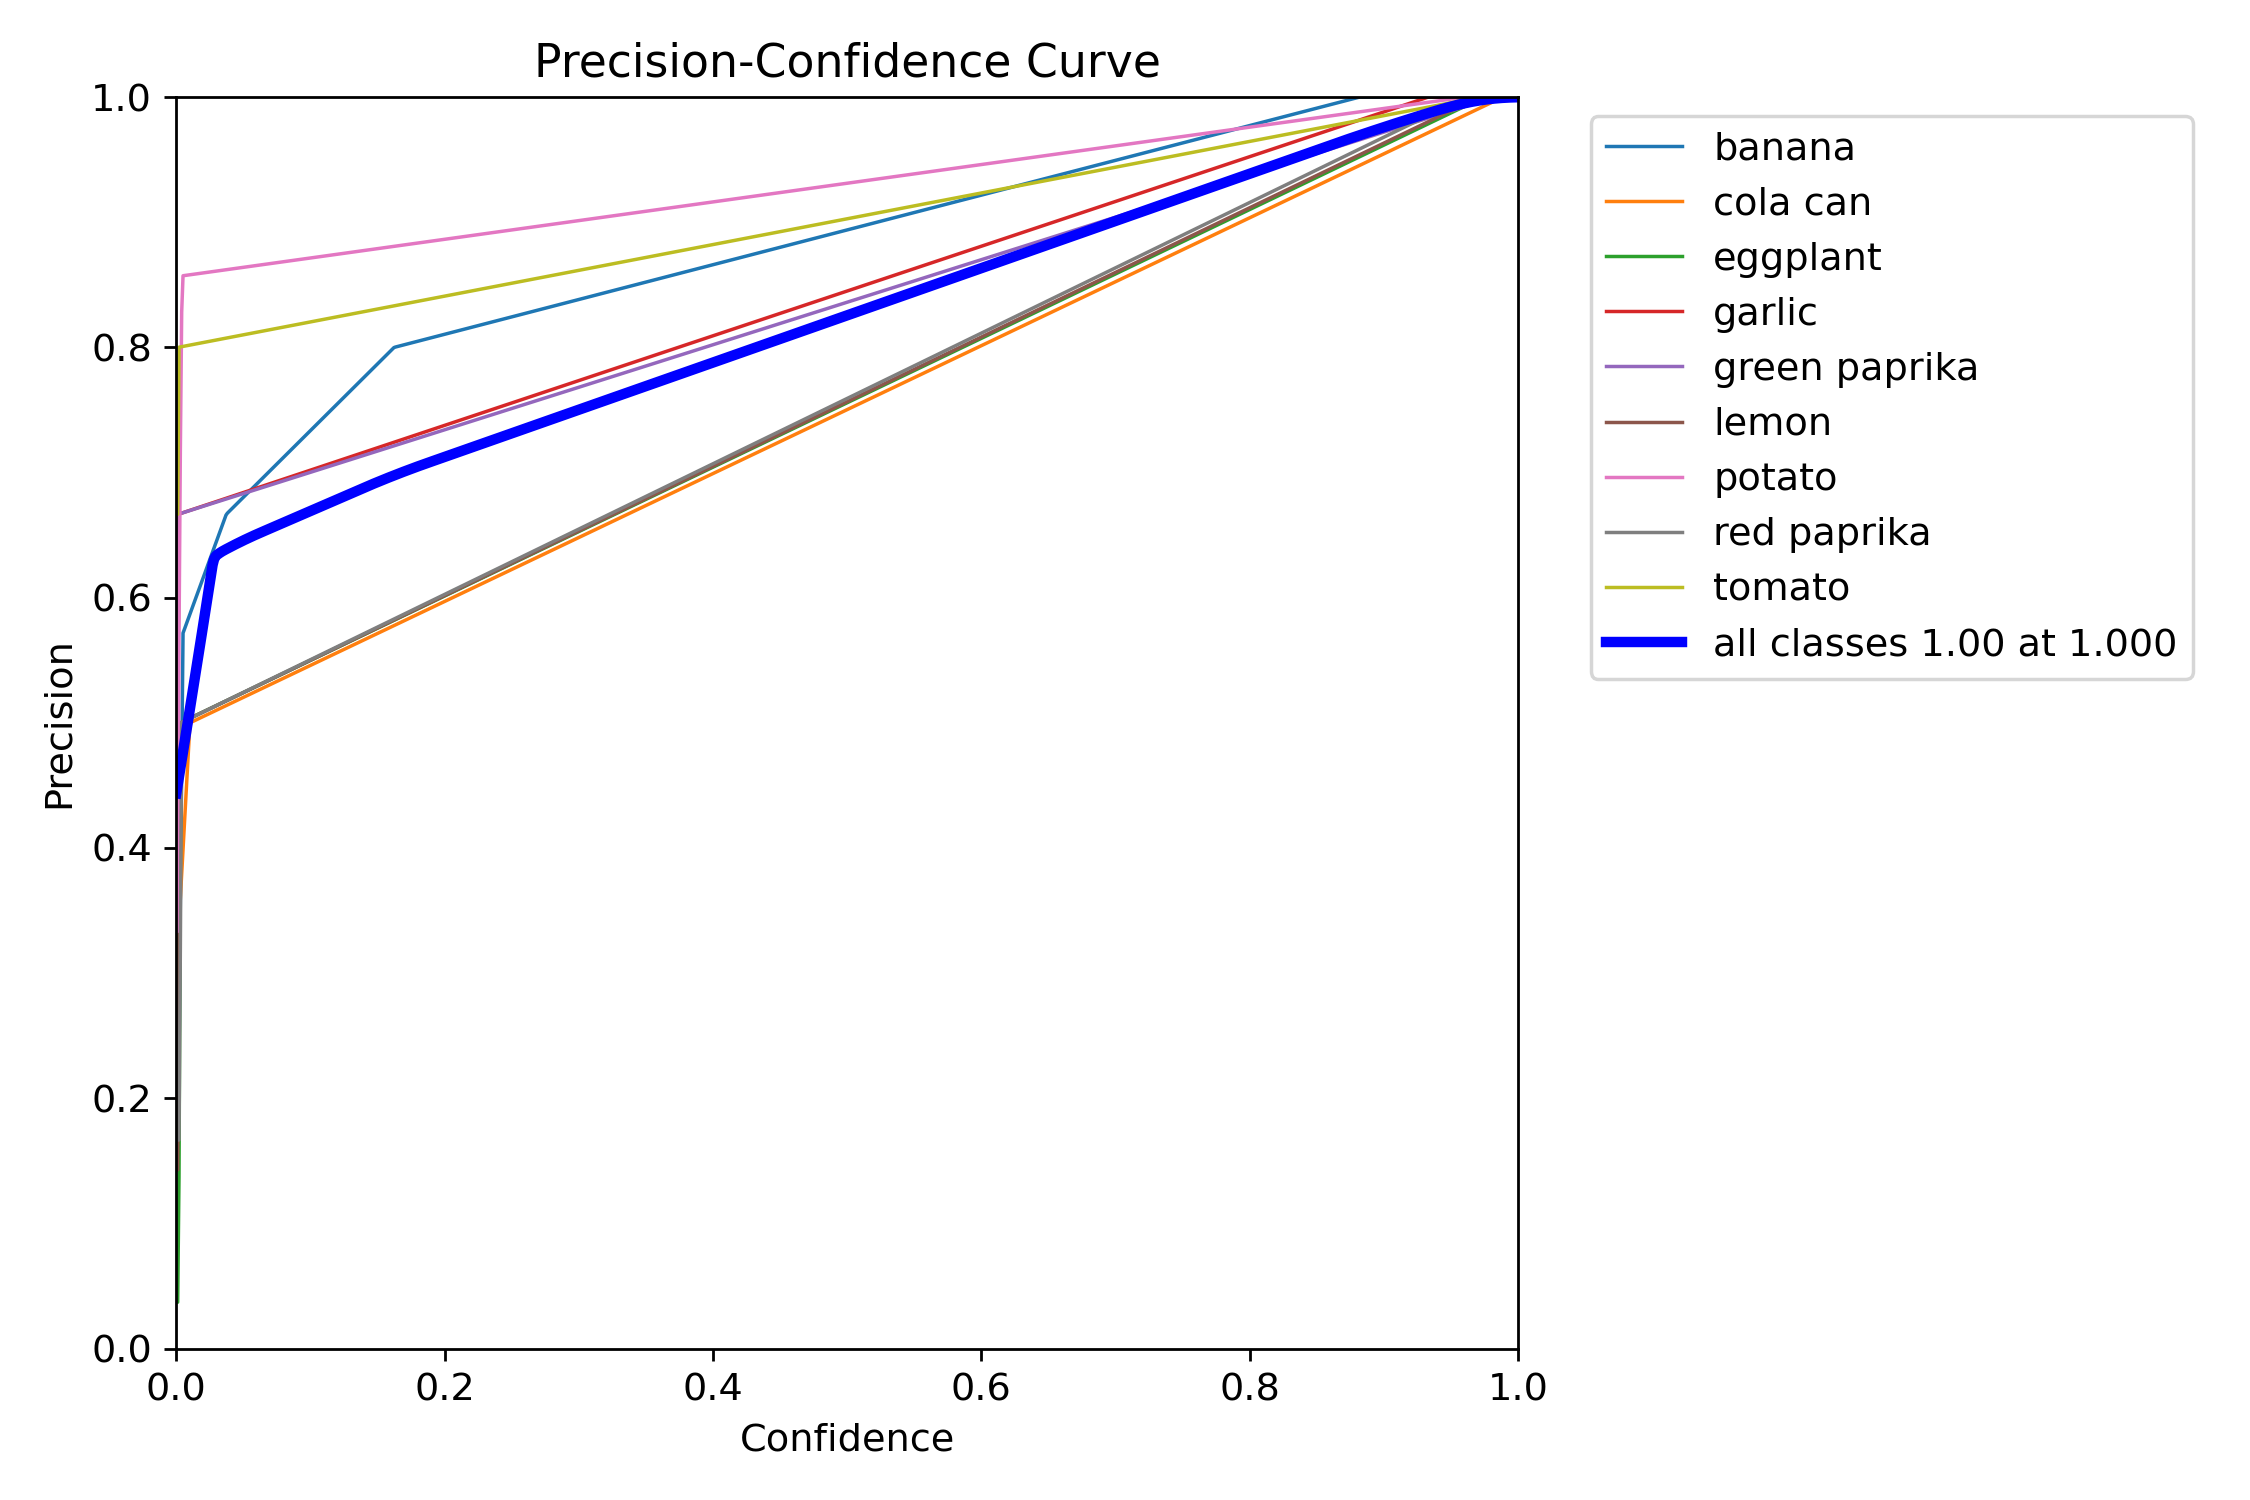 Precision-Confidence Curve
1.0
0.8
0.6
0.4
0.2
0.0
Precision
0.0 0.2 0.4 0.6 0.8 1.0
Confidence
banana
cola can
eggplant
garlic
green paprika
lemon
potato
red paprika
tomato
all classes 1.00 at 1.000